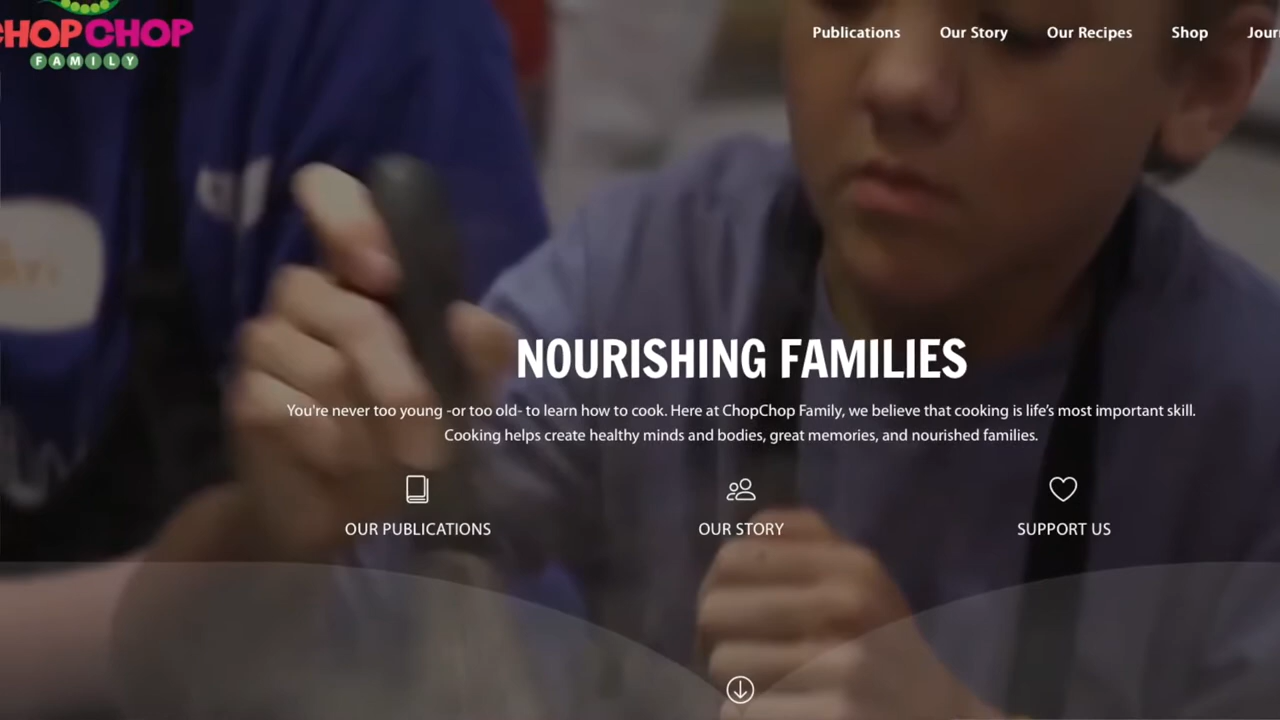 CHOPCHOP
FAMILY
Publications
Our Story
Our Recipes
Shop
NOURISHING FAMILIES
You're never too young -or too old- to learn how to cook. Here at ChopChop Family, we believe that cooking is life's most important skill.
Cooking helps create healthy minds and bodies, great memories, and nourished families.
OUR PUBLICATIONS
OUR STORY
SUPPORT US